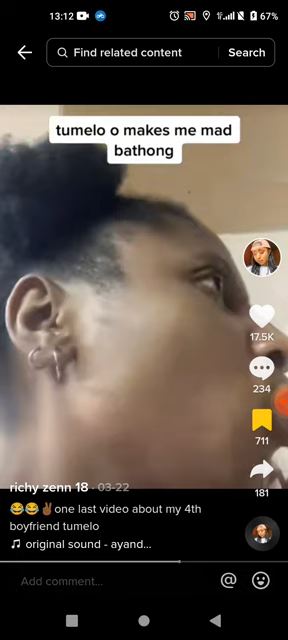 13:12
67%
Find related content
Search
tumelo o makes me mad
bathong
17.5K
234
711
181
richy zenn 18 · 03-22
😂😂✌🏾one last video about my 4th
boyfriend tumelo
original sound - ayand...
Add comment...
@